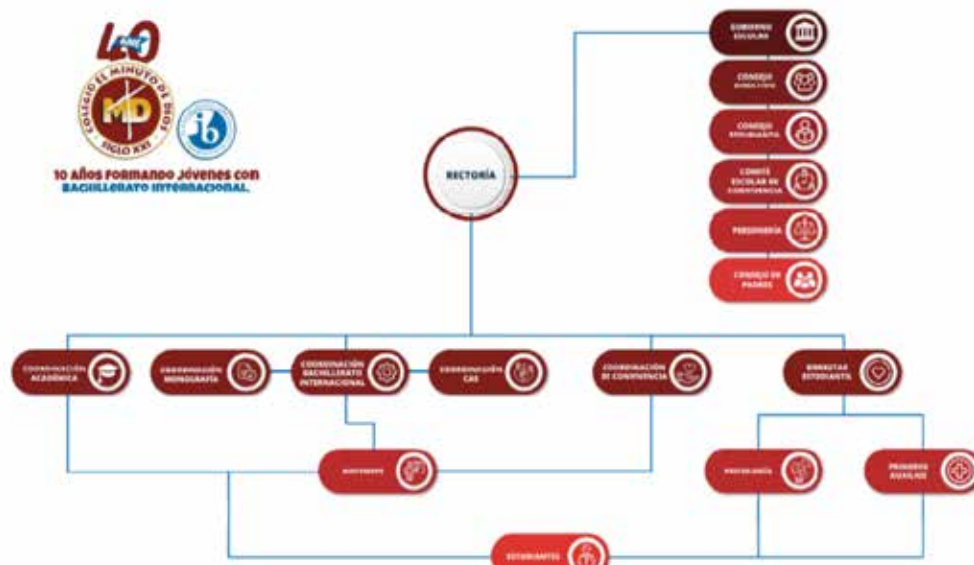 40
AÑOS
COLEGIO EL MINUTO DE DIOS
MD
SIGLO XXI
ib
10 AÑOS FORMANDO JÓVENES CON
BACHILLERATO INTERNACIONAL.
RECTORÍA
GOBIERNO
ESCOLAR
CONSEJO
DIRECTIVO
CONSEJO
ESTUDIANTIL
COMITÉ
ESCOLAR DE
CONVIVENCIA
PERSONERÍA
CONSEJO DE
PADRES
COORDINACIÓN
ACADÉMICA
COORDINACIÓN
MONOGRAFÍA
COORDINACIÓN
BACHILLERATO
INTERNACIONAL
COORDINACIÓN
CAS
COORDINACIÓN
DE CONVIVENCIA
BIENESTAR
ESTUDIANTIL
PSICOLOGÍA
PRIMEROS
AUXILIOS
ESTUDIANTES